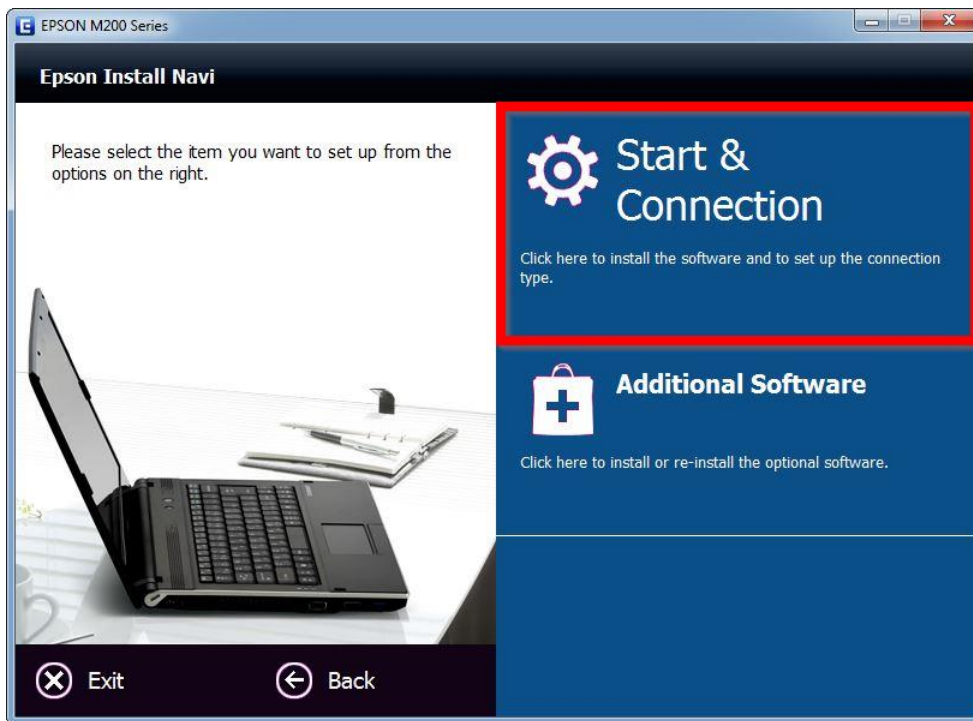 EPSON M200 Series
Epson Install Navi
Please select the item you want to set up from the
options on the right.
Start &
Connection
Click here to install the software and to set up the connection
type.
Additional Software
Click here to install or re-install the optional software.
Exit
Back